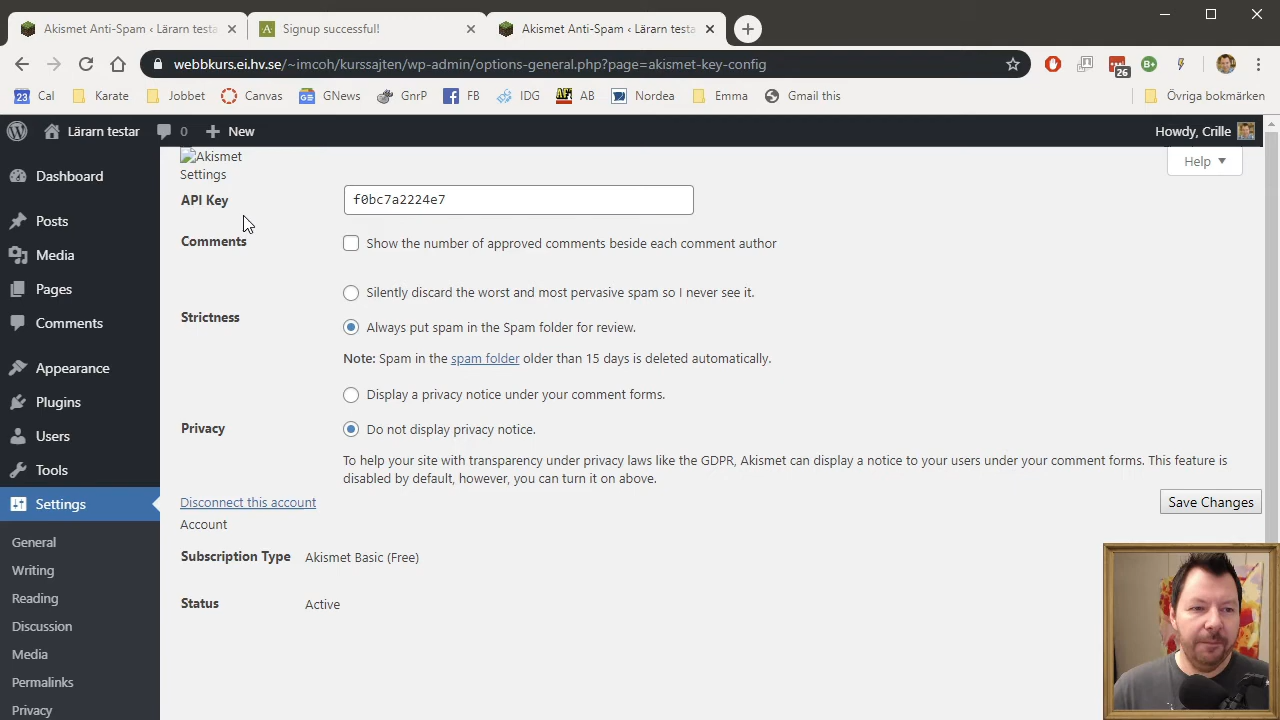 Akismet Anti-Spam ‹ Lärarn testa
Signup successful!
Akismet Anti-Spam ‹ Lärarn testa
webbkurs.ei.hv.se/~imcoh/kurssajten/wp-admin/options-general.php?page=akismet-key-config
26
23 Cal
Karate
Jobbet
Canvas
GNews
GnrP
FB
IDG
AB
Nordea
Emma
Gmail this
Övriga bokmärken
Lärarn testar
0
New
Howdy, Crille
Help
Dashboard
Posts
Media
Pages
Comments
Appearance
Plugins
Users
Tools
Settings
General
Writing
Reading
Discussion
Media
Permalinks
Privacy
Akismet
Settings
API Key
f0bc7a2224e7
Comments
Show the number of approved comments beside each comment author
Strictness
Silently discard the worst and most pervasive spam so I never see it.
Always put spam in the Spam folder for review.
Note: Spam in the spam folder older than 15 days is deleted automatically.
Privacy
Display a privacy notice under your comment forms.
Do not display privacy notice.
To help your site with transparency under privacy laws like the GDPR, Akismet can display a notice to your users under your comment forms. This feature is
disabled by default, however, you can turn it on above.
Disconnect this account
Save Changes
Account
Subscription Type
Akismet Basic (Free)
Status
Active